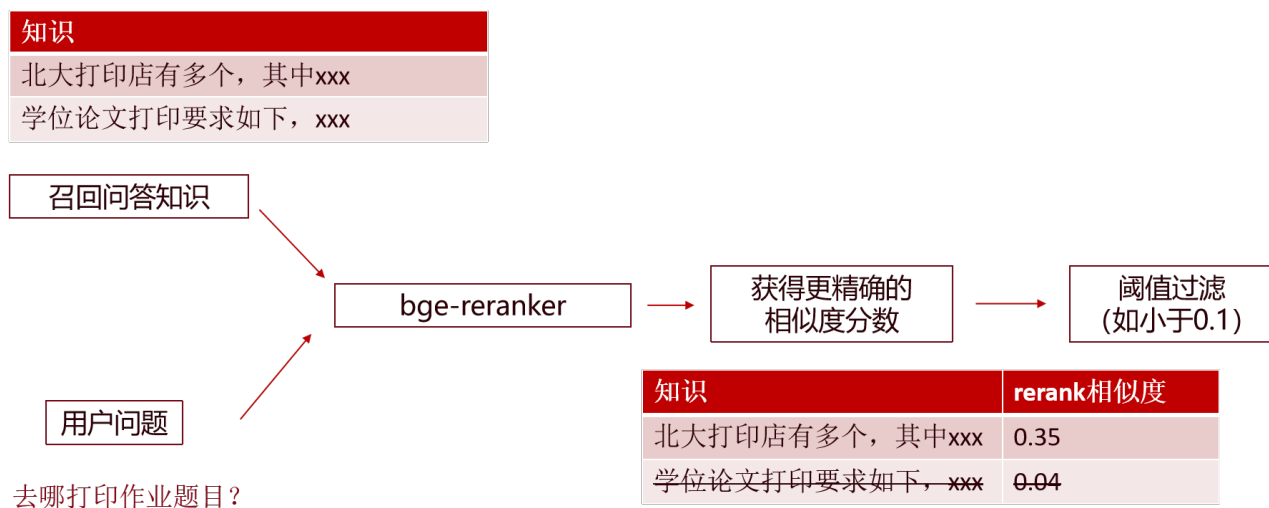 知识
北大打印店有多个，其中xxx
学位论文打印要求如下，xxx
召回问答知识
bge-reranker
获得更精确的
相似度分数
阈值过滤
(如小于0.1)
用户问题
去哪打印作业题目？
知识 rerank相似度
北大打印店有多个，其中xxx 0.35
学位论文打印要求如下，xxx 0.04